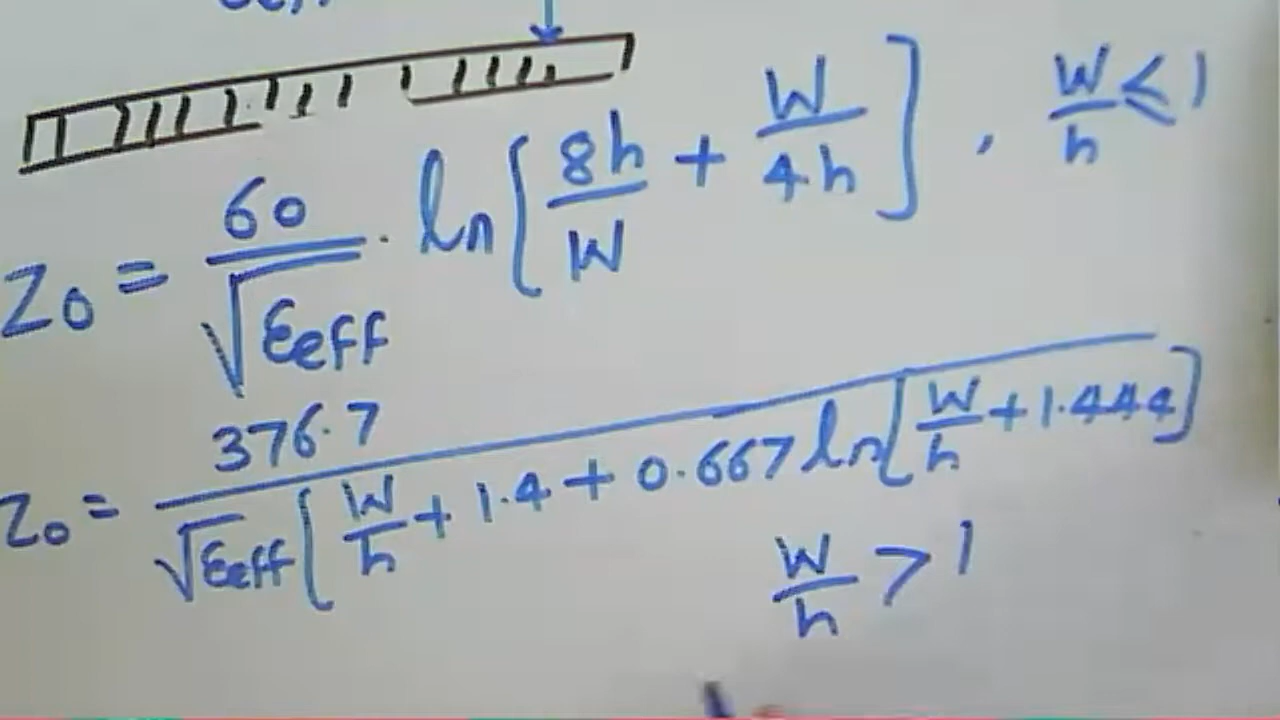 Z0 = 60/√εeff · ln[8h/W + W/4h], W/h ≤ 1
Z0 = 376.7/√εeff[W/h + 1.4 + 0.667 ln[W/h + 1.444]
W/h > 1